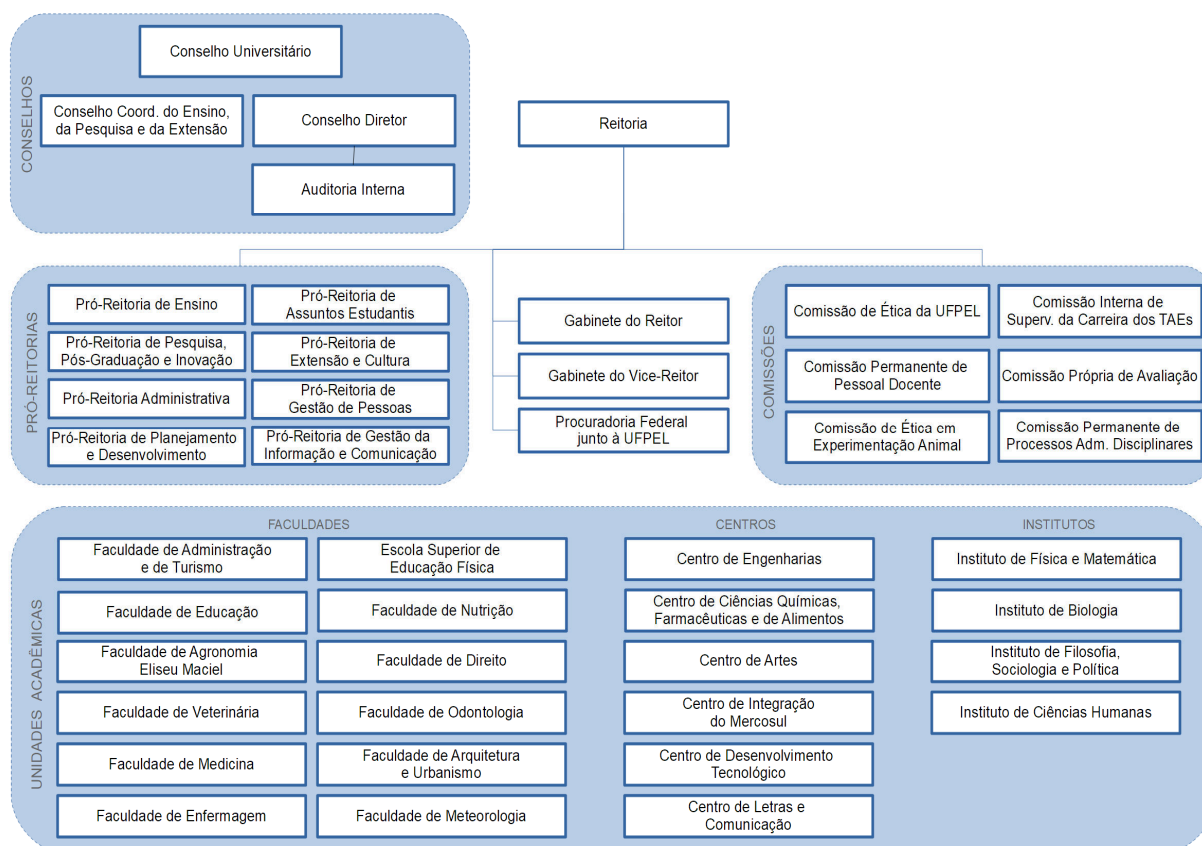 CONSELHOS
Conselho Universitário
Conselho Coord. do Ensino,
da Pesquisa e da Extensão
Conselho Diretor
Auditoria Interna
Reitoria
PRÓ-REITORIAS
Pró-Reitoria de Ensino
Pró-Reitoria de
Assuntos Estudantis
Pró-Reitoria de Pesquisa,
Pós-Graduação e Inovação
Pró-Reitoria de
Extensão e Cultura
Pró-Reitoria Administrativa
Pró-Reitoria de
Gestão de Pessoas
Pró-Reitoria de Planejamento
e Desenvolvimento
Pró-Reitoria de Gestão da
Informação e Comunicação
Gabinete do Reitor
Gabinete do Vice-Reitor
Procuradoria Federal
junto à UFPEL
COMISSÕES
Comissão de Ética da UFPEL
Comissão Interna de
Superv. da Carreira dos TAEs
Comissão Permanente de
Pessoal Docente
Comissão Própria de Avaliação
Comissão de Ética em
Experimentação Animal
Comissão Permanente de
Processos Adm. Disciplinares
UNIDADES ACADÊMICAS
FACULDADES
Faculdade de Administração
e de Turismo
Escola Superior de
Educação Física
Faculdade de Educação
Faculdade de Nutrição
Faculdade de Agronomia
Eliseu Maciel
Faculdade de Direito
Faculdade de Veterinária
Faculdade de Odontologia
Faculdade de Medicina
Faculdade de Arquitetura
e Urbanismo
Faculdade de Enfermagem
Faculdade de Meteorologia
CENTROS
Centro de Engenharias
Centro de Ciências Químicas,
Farmacêuticas e de Alimentos
Centro de Artes
Centro de Integração
do Mercosul
Centro de Desenvolvimento
Tecnológico
Centro de Letras e
Comunicação
INSTITUTOS
Instituto de Física e Matemática
Instituto de Biologia
Instituto de Filosofia,
Sociologia e Política
Instituto de Ciências Humanas